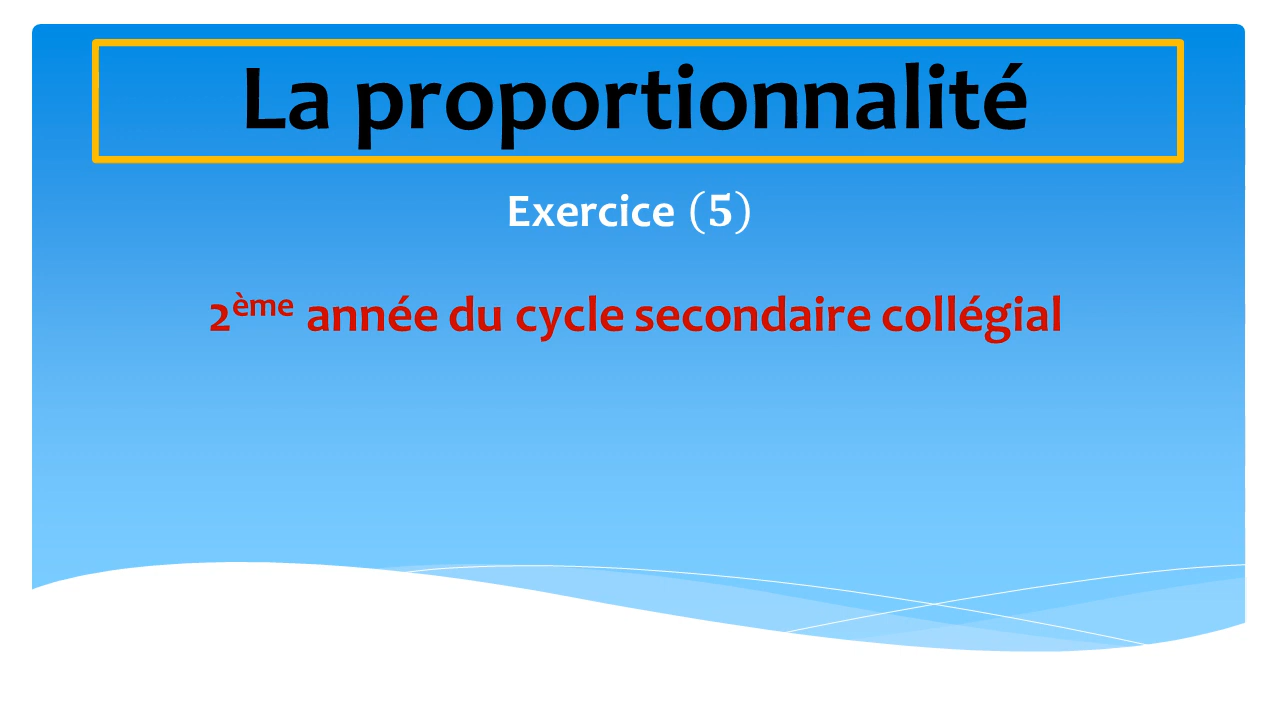 La proportionnalité
Exercice (5)
2ème année du cycle secondaire collégial